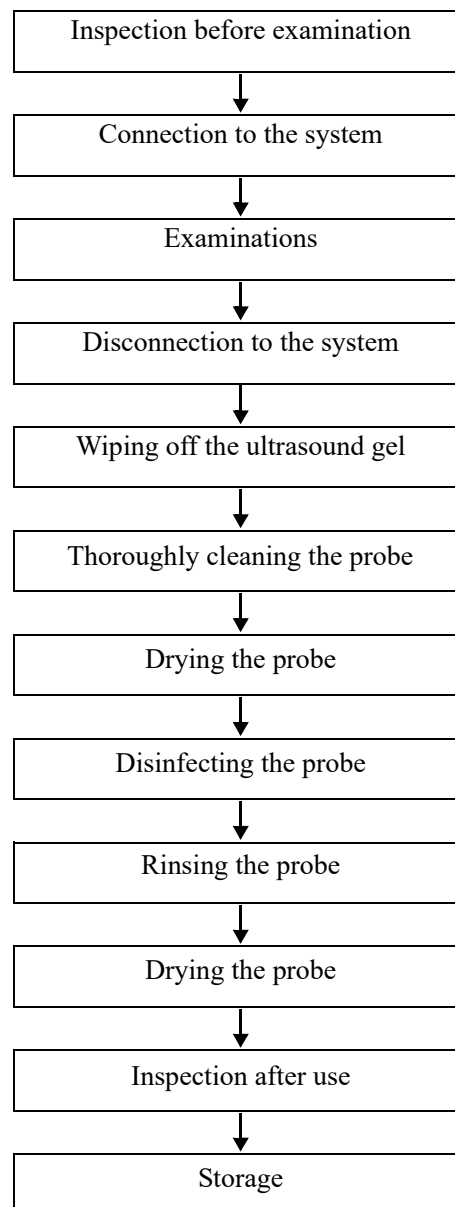 Inspection before examination
Connection to the system
Examinations
Disconnection to the system
Wiping off the ultrasound gel
Thoroughly cleaning the probe
Drying the probe
Disinfecting the probe
Rinsing the probe
Drying the probe
Inspection after use
Storage